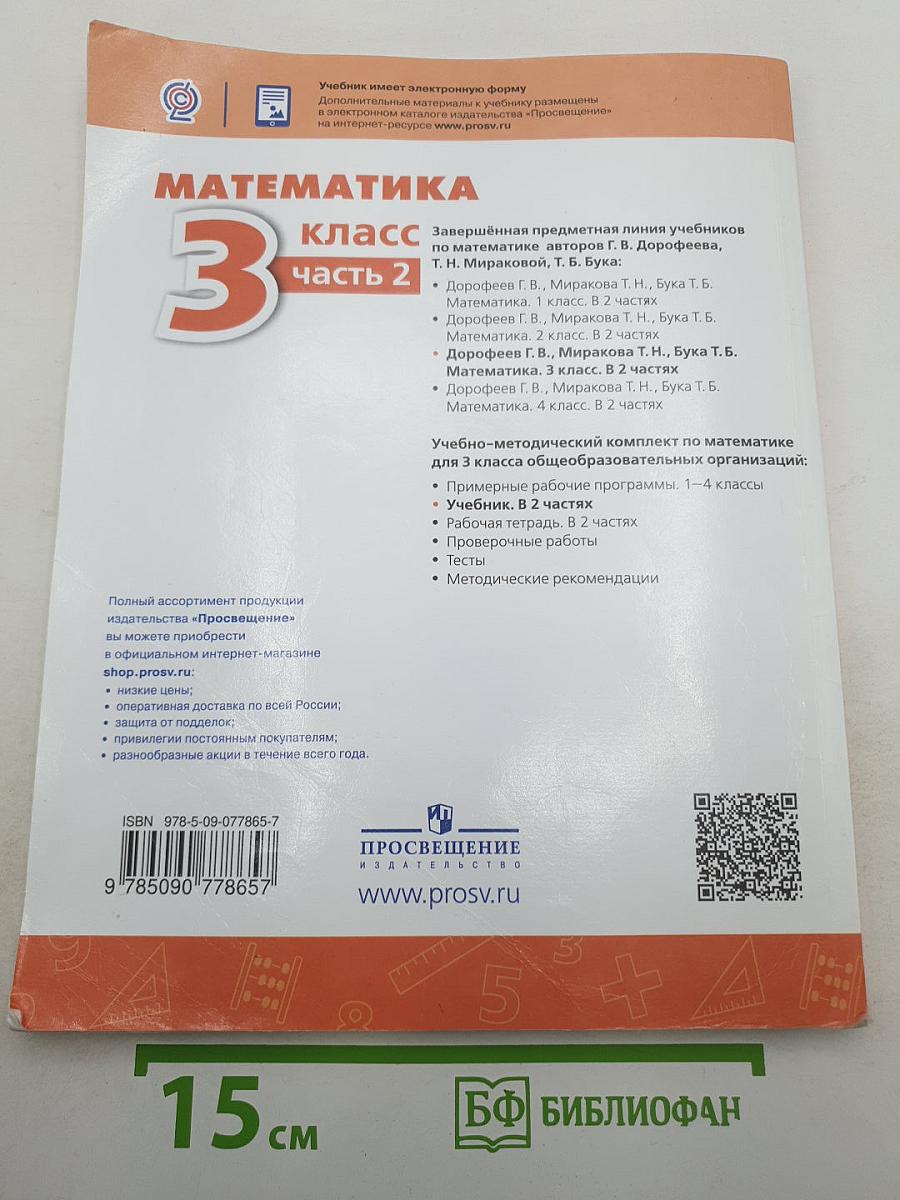 Учебник имеет электронную форму
Дополнительные материалы к учебнику размещены
в электронном каталоге издательства «Просвещение»
на интернет-ресурсе www.prosv.ru
МАТЕМАТИКА
3
класс
часть 2
Завершённая предметная линия учебников
по математике авторов Г. В. Дорофеева,
Т. Н. Мираковой, Т. Б. Бука:
• Дорофеев Г. В., Миракова Т. Н., Бука Т. Б.
Математика. 1 класс. В 2 частях
• Дорофеев Г. В., Миракова Т. Н., Бука Т. Б.
Математика. 2 класс. В 2 частях
• Дорофеев Г. В., Миракова Т. Н., Бука Т. Б.
Математика. 3 класс. В 2 частях
• Дорофеев Г. В., Миракова Т. Н., Бука Т. Б.
Математика. 4 класс. В 2 частях
Учебно-методический комплект по математике
для 3 класса общеобразовательных организаций:
• Примерные рабочие программы. 1—4 классы
• Учебник. В 2 частях
• Рабочая тетрадь. В 2 частях
• Проверочные работы
• Тесты
• Методические рекомендации
Полный ассортимент продукции
издательства «Просвещение»
вы можете приобрести
в официальном интернет-магазине
shop.prosv.ru:
• низкие цены;
• оперативная доставка по всей России;
• защита от подделок;
• привилегии постоянным покупателям;
• разнообразные акции в течение всего года.
ISBN 978-5-09-077865-7
9 785090 778657
ИП
ПРОСВЕЩЕНИЕ
ИЗДАТЕЛЬСТВО
www.prosv.ru
9
8
5
3
15 см
БФ БИБЛИОФАН